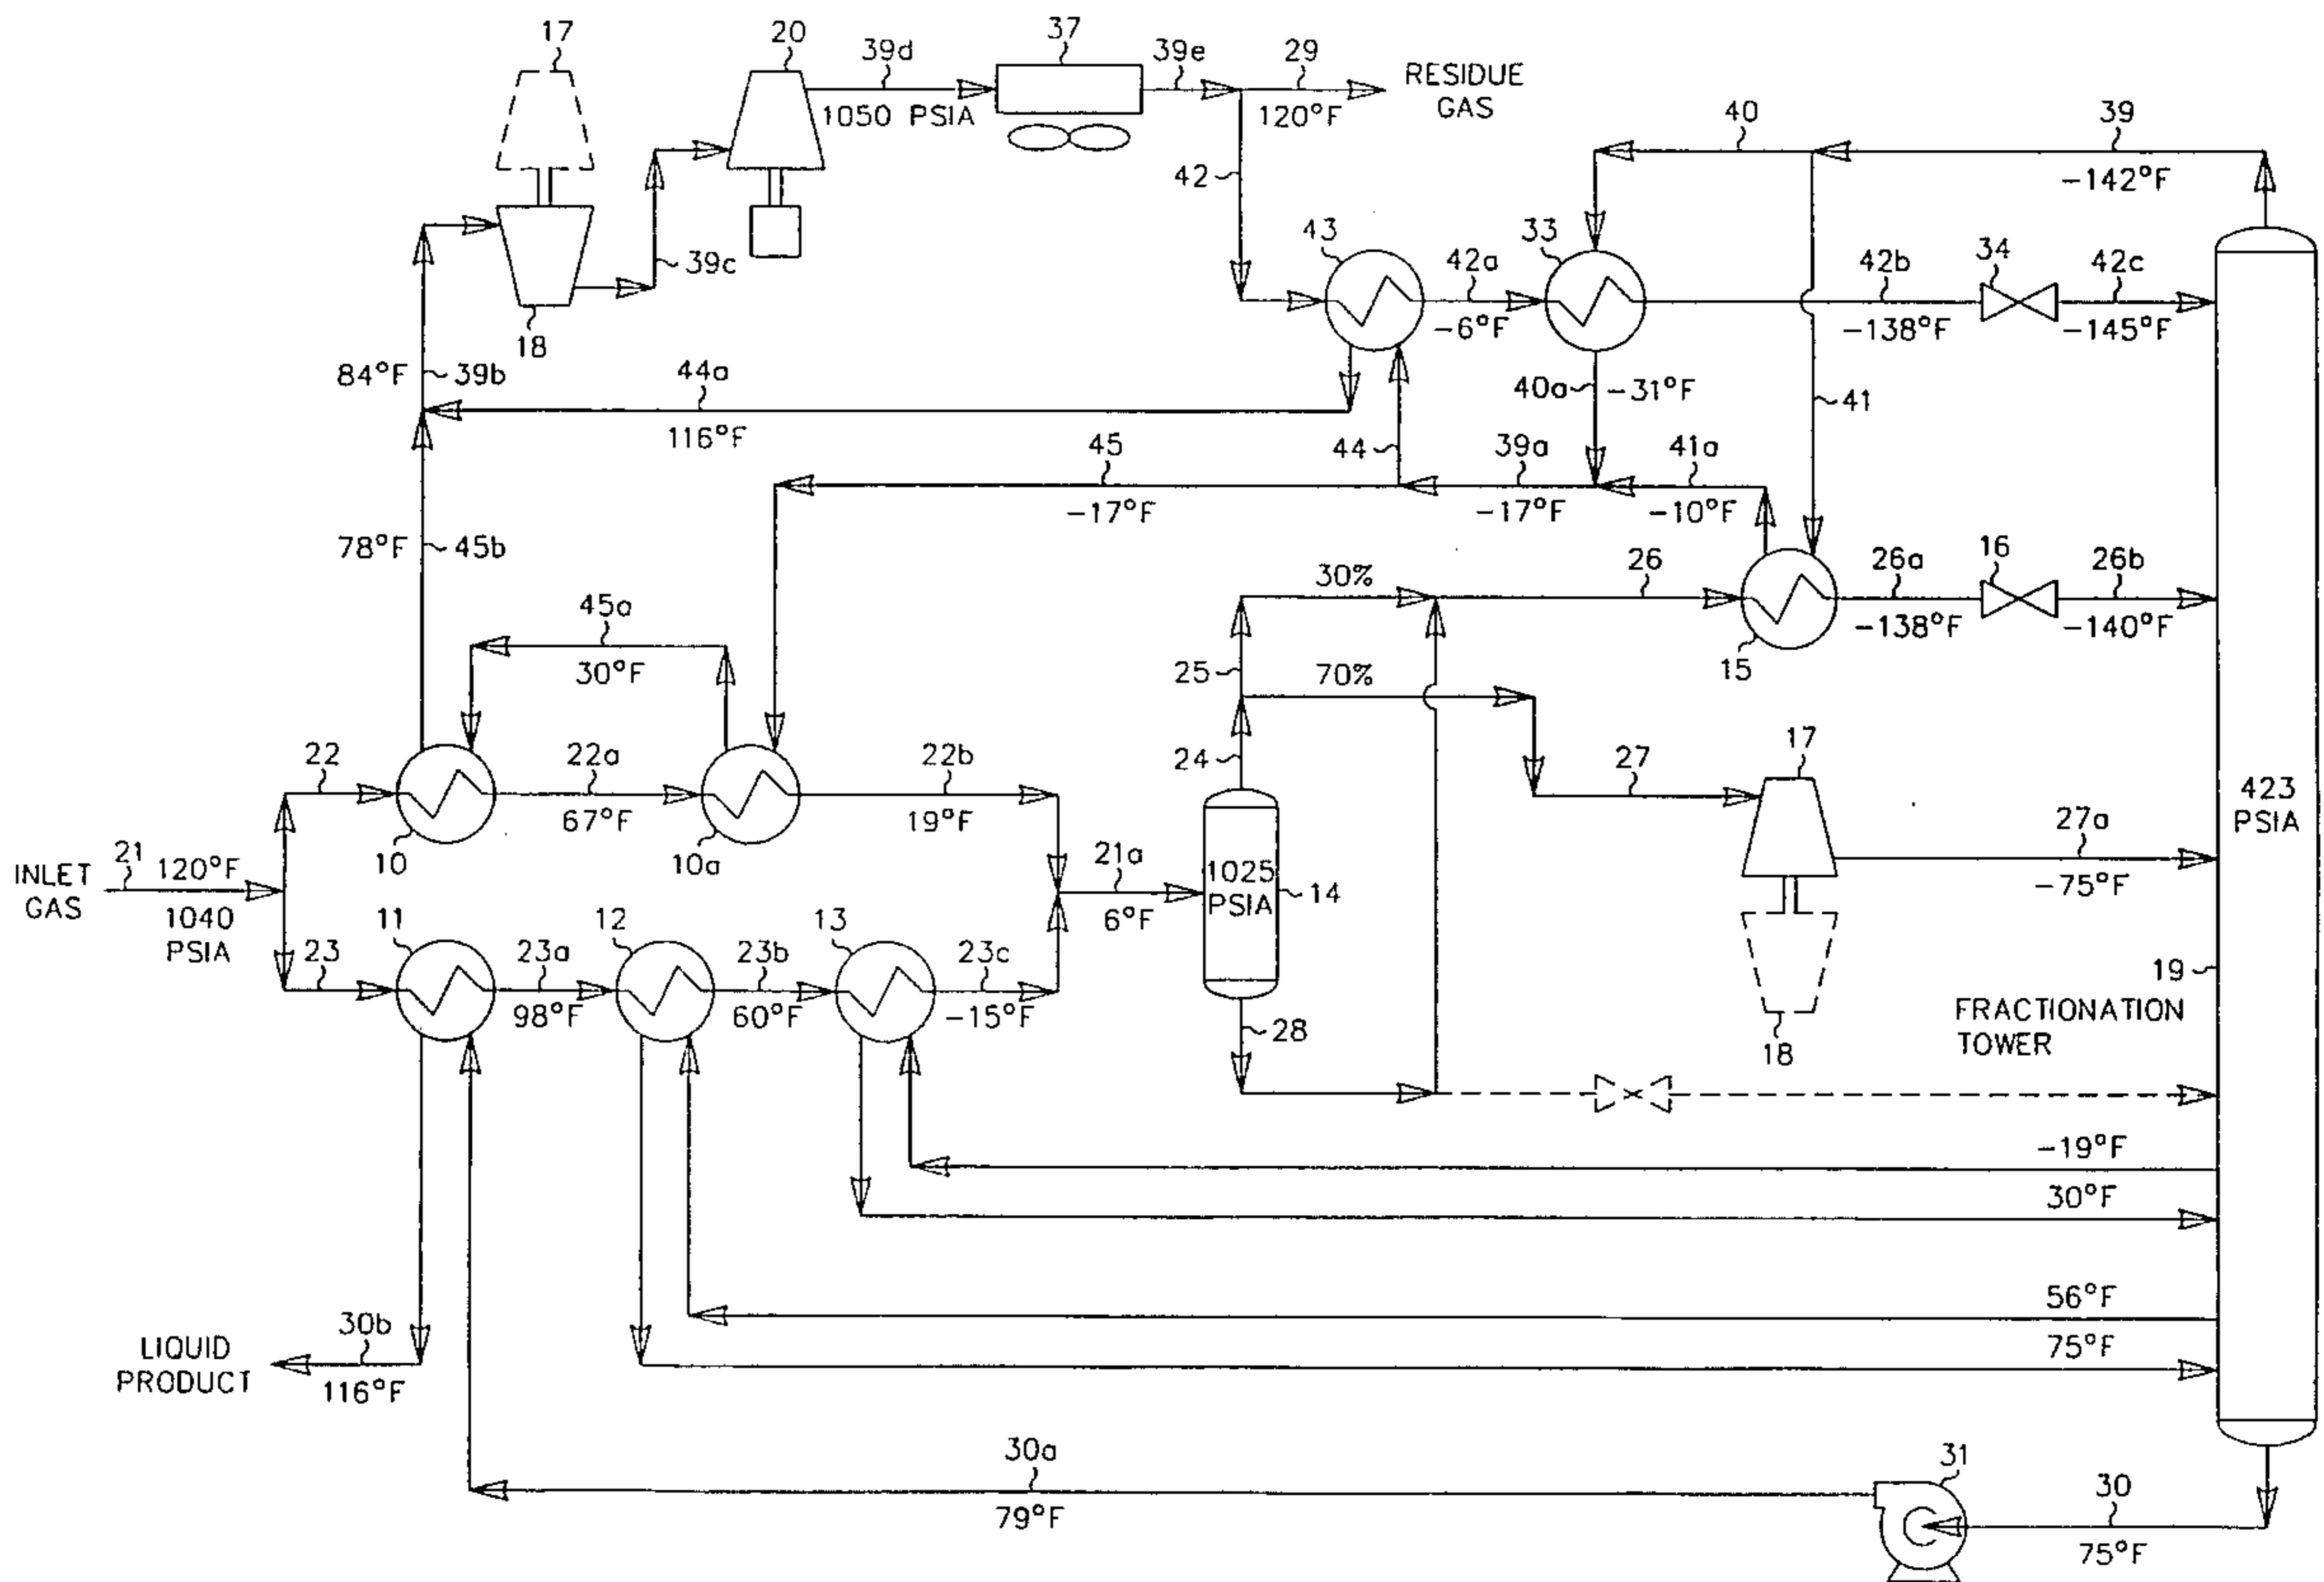 17
20
39d
1050 PSIA
37
39e
29
120°F
RESIDUE
GAS
40
39
-142°F
42
43
42a
-6°F
33
42b
-138°F
34
42c
-145°F
39c
18
84°F
39b
44a
116°F
40a
-31°F
41
45
-17°F
44
39a
-17°F
41a
-10°F
78°F
45b
45a
30°F
30%
26
26a
-138°F
16
26b
-140°F
15
25
70%
24
22
22a
67°F
22b
19°F
10
10a
27
17
423
PSIA
27a
-75°F
INLET
GAS
21
120°F
1040
PSIA
21a
6°F
1025
PSIA
14
23
11
23a
98°F
12
23b
60°F
13
23c
-15°F
28
18
19
FRACTIONATION
TOWER
-19°F
30°F
56°F
75°F
LIQUID
PRODUCT
30b
116°F
30a
79°F
31
30
75°F